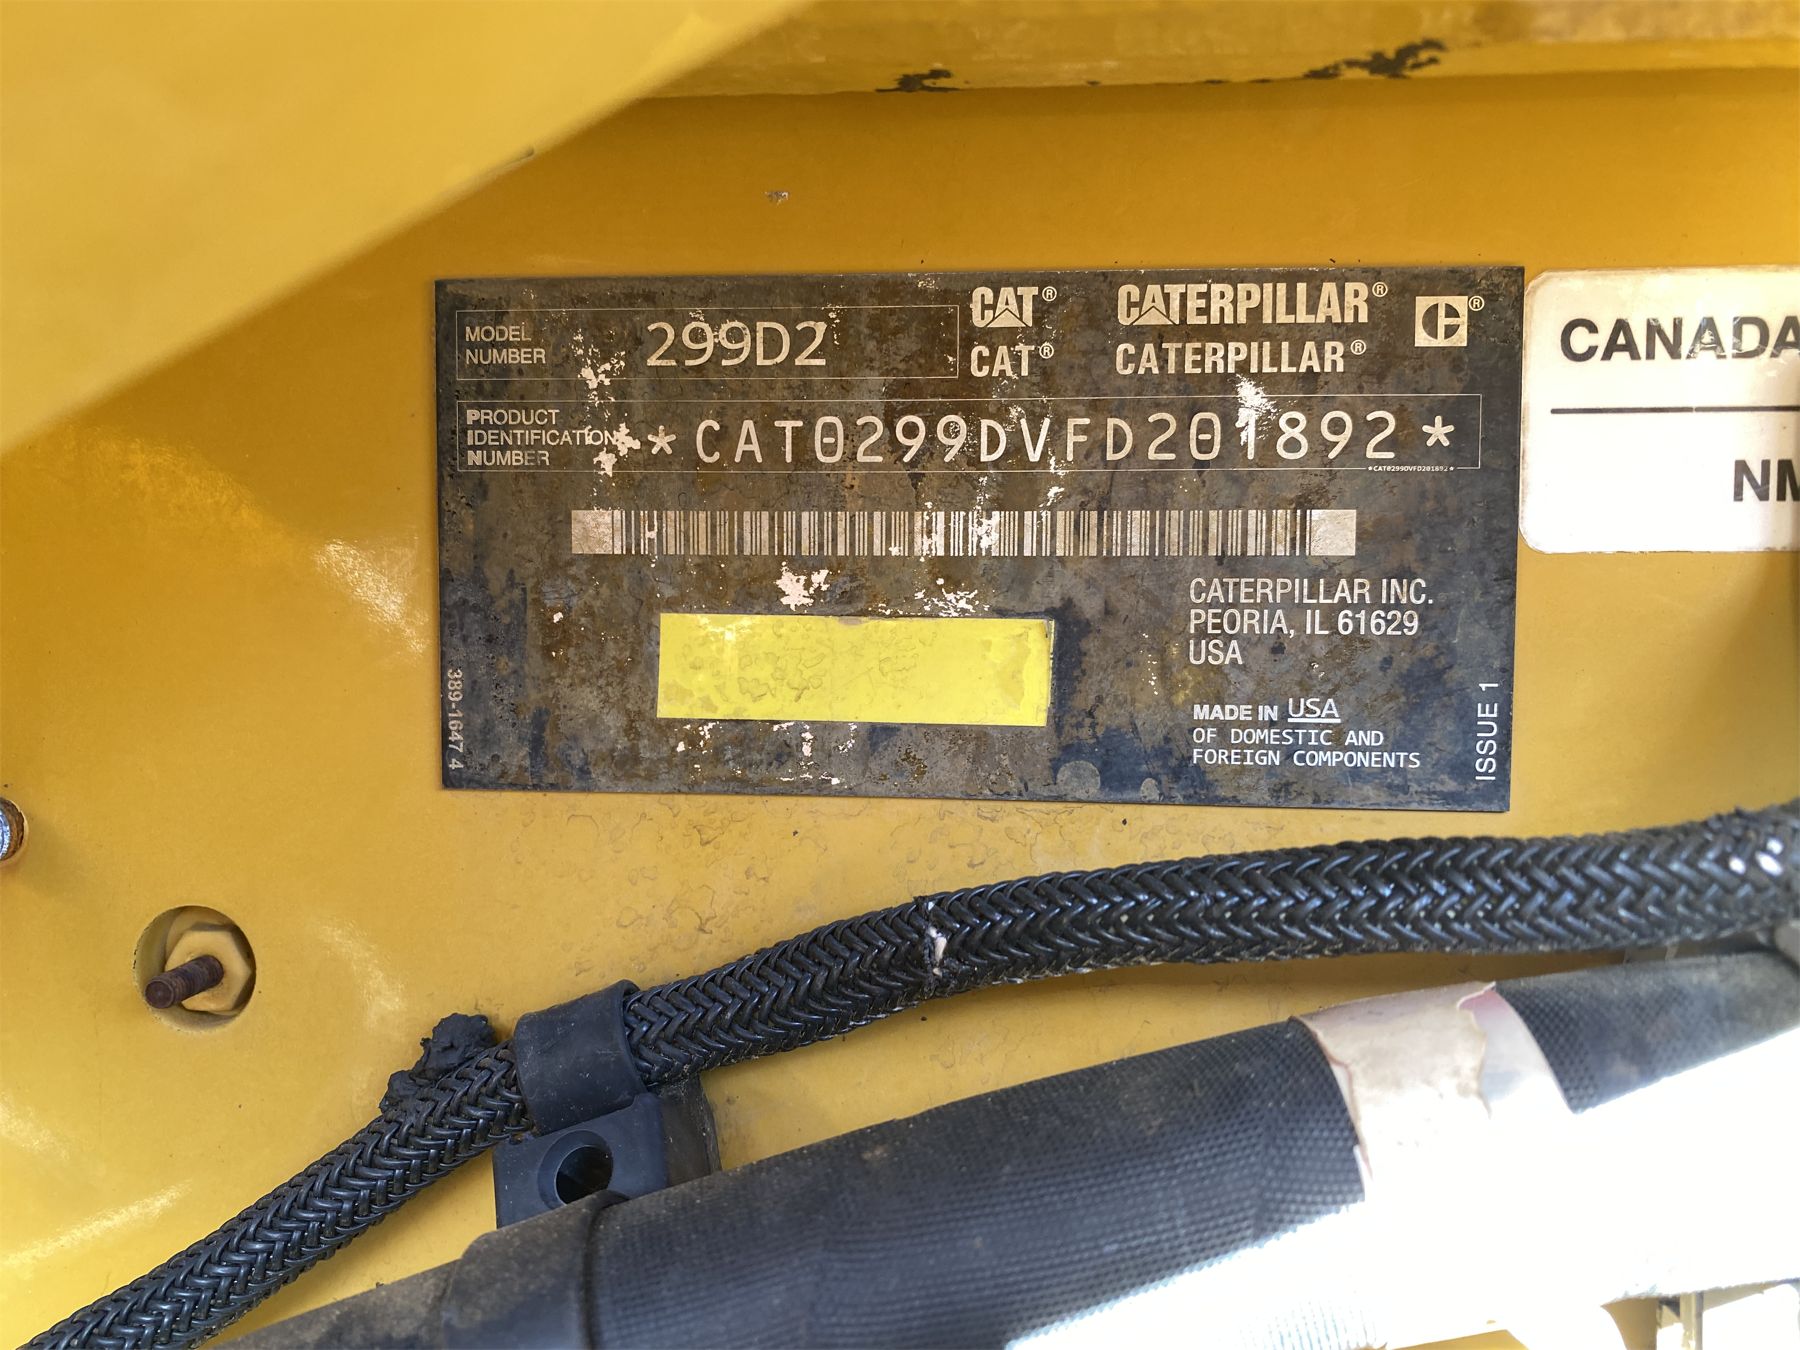 MODEL
NUMBER
299D2
CAT® CATERPILLAR®
CAT® CATERPILLAR®
PRODUCT
IDENTIFICATION
NUMBER
*CAT0299DVFD201892*
*CAT0299DVFD201892*
CATERPILLAR INC.
PEORIA, IL 61629
USA
MADE IN USA
OF DOMESTIC AND
FOREIGN COMPONENTS
389-1647 4
ISSUE 1
CANADA
NM